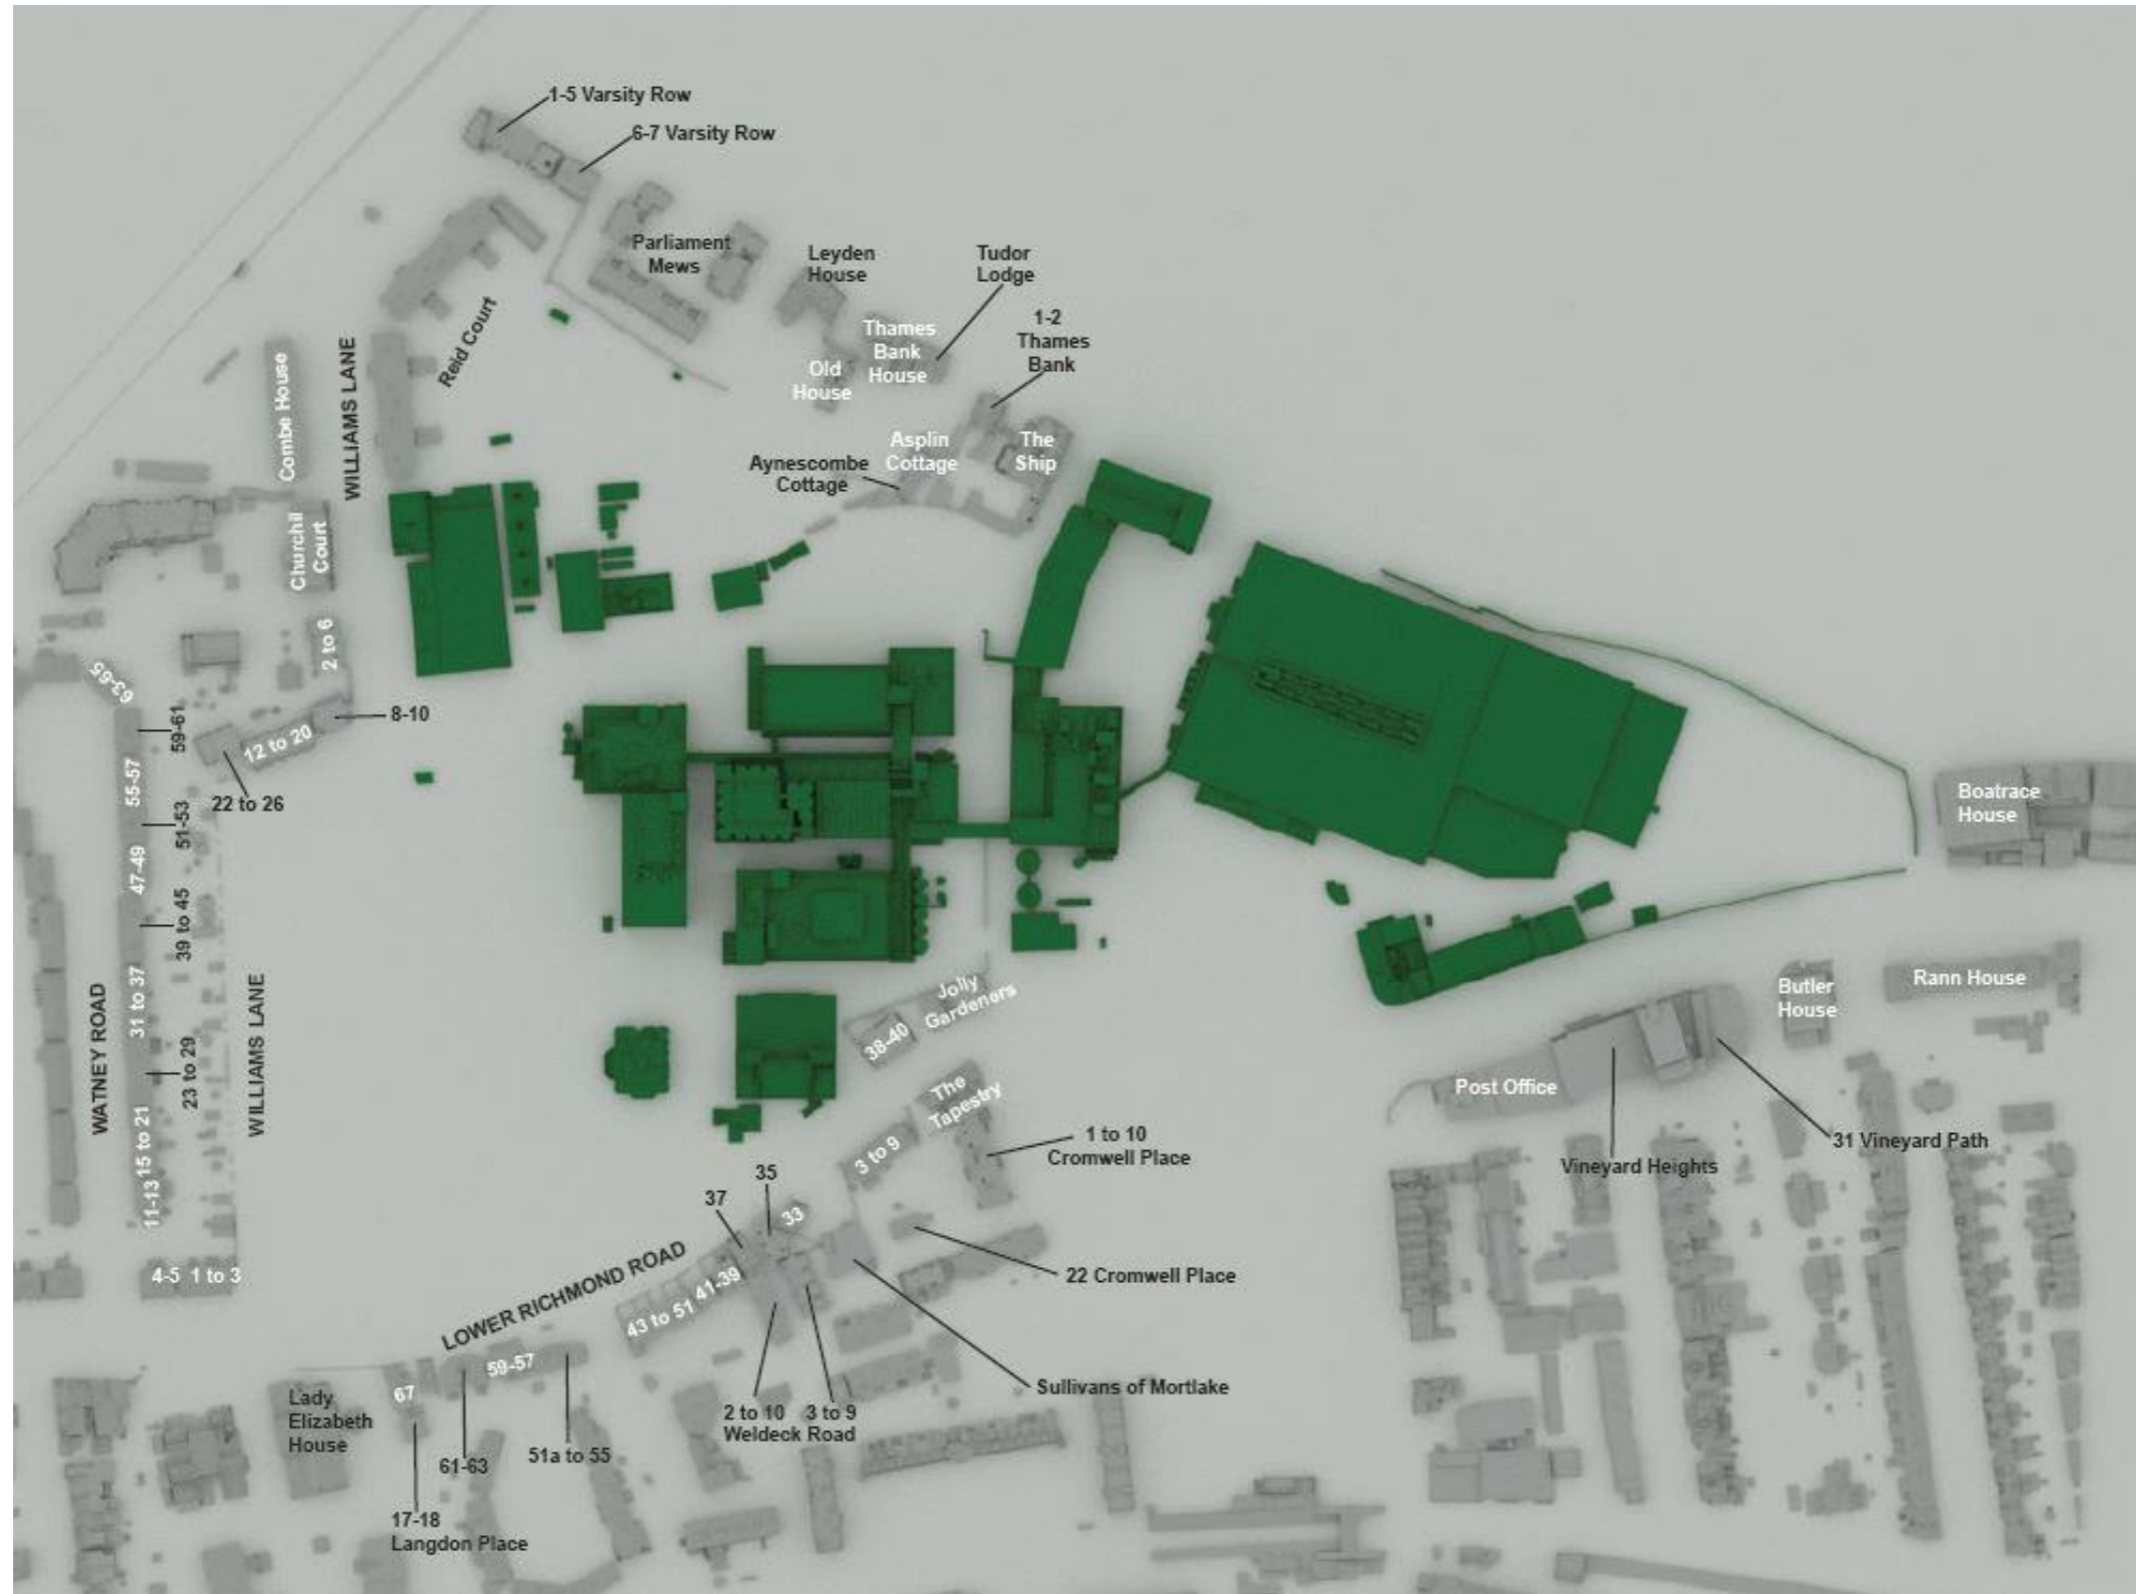 1-5 Varsity Row
6-7 Varsity Row
Parliament
Mews
Leyden
House
Tudor
Lodge
1-2
Thames
Bank
Thames
Bank
House
Old
House
Reid Court
WILLIAMS LANE
Combe House
Asplin
Cottage
The
Ship
Aynescombe
Cottage
Churchil
Court
2 to 6
63-65
59-61
8-10
12 to 20
22 to 26
55-57
51-53
47-49
39 to 45
31 to 37
WATNEY ROAD
WILLIAMS LANE
23 to 29
15 to 21
11-13
4-5 1 to 3
Boatrace
House
Rann House
Butler
House
Jolly
Gardeners
38-40
The
Tapestry
3 to 9
1 to 10
Cromwell Place
Post Office
31 Vineyard Path
Vineyard Heights
35
37
33
LOWER RICHMOND ROAD
41-39
43 to 51
22 Cromwell Place
59-57
67
Lady
Elizabeth
House
Sullivans of Mortlake
2 to 10 3 to 9
Weldeck Road
61-63
51a to 55
17-18
Langdon Place